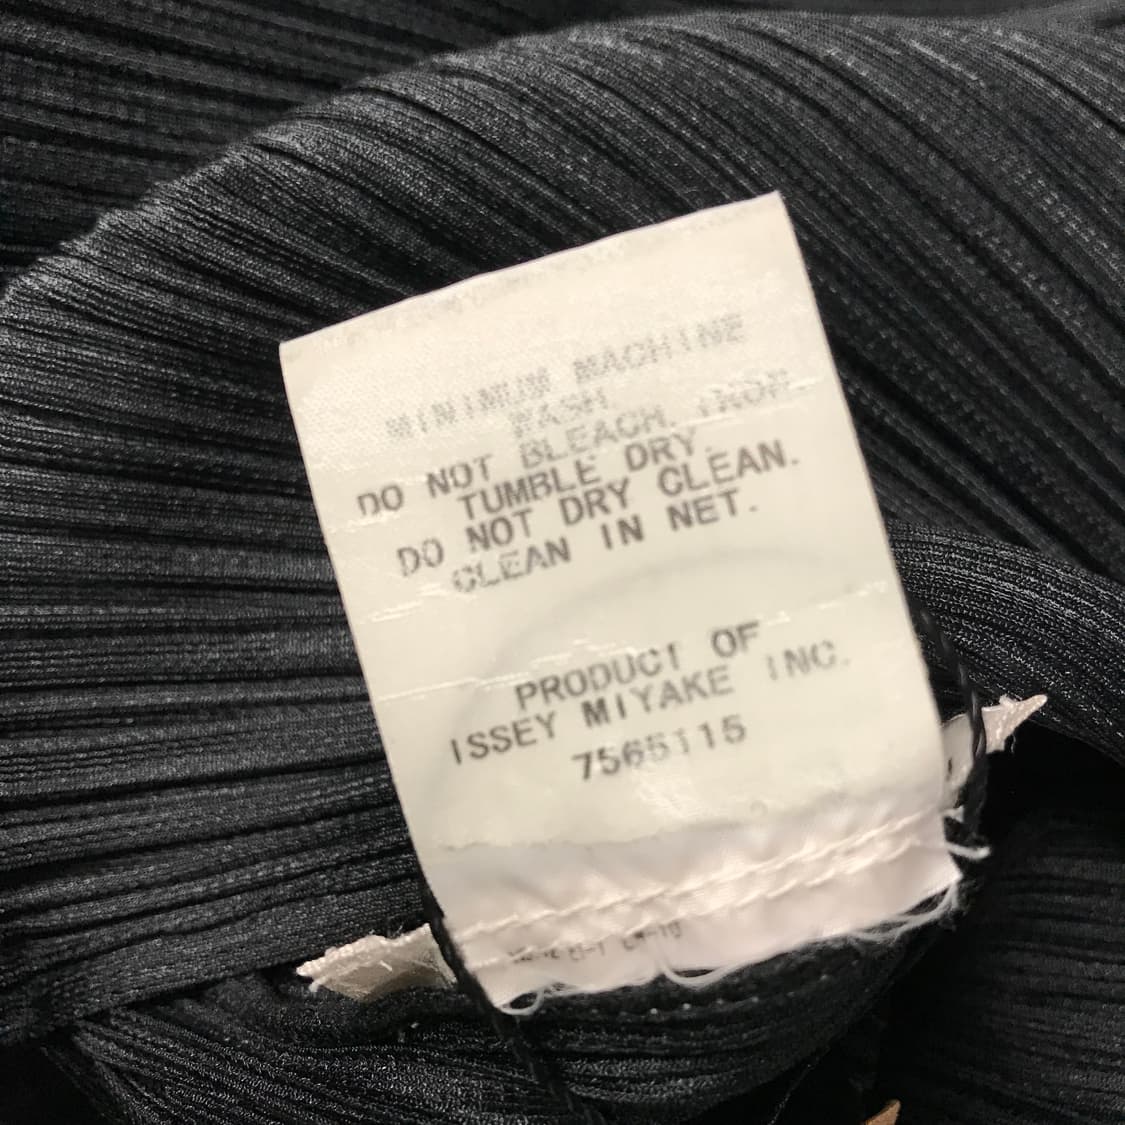 MINIMUM MACHINE
WASH
DO NOT BLEACH, IRON
TUMBLE DRY.
DO NOT DRY CLEAN.
CLEAN IN NET.
PRODUCT OF
ISSEY MIYAKE INC.
7565115